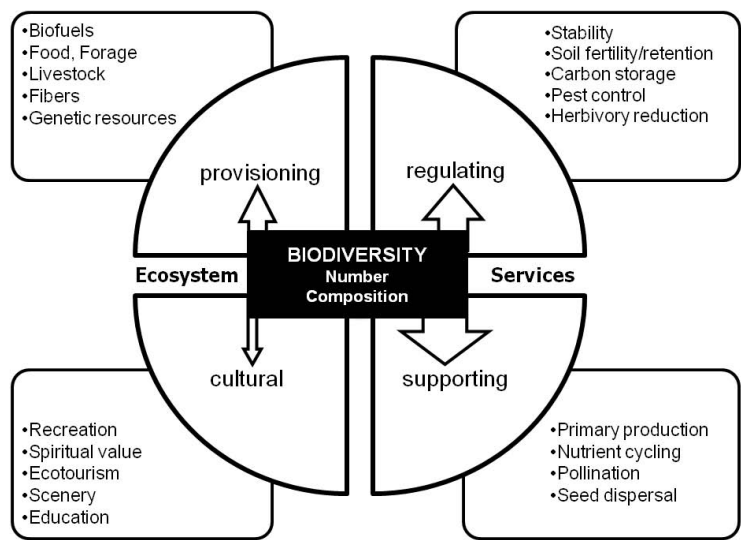 •Biofuels
•Food, Forage
•Livestock
•Fibers
•Genetic resources
•Stability
•Soil fertility/retention
•Carbon storage
•Pest control
•Herbivory reduction
provisioning
regulating
Ecosystem
BIODIVERSITY
Number
Composition
Services
cultural
supporting
•Recreation
•Spiritual value
•Ecotourism
•Scenery
•Education
•Primary production
•Nutrient cycling
•Pollination
•Seed dispersal